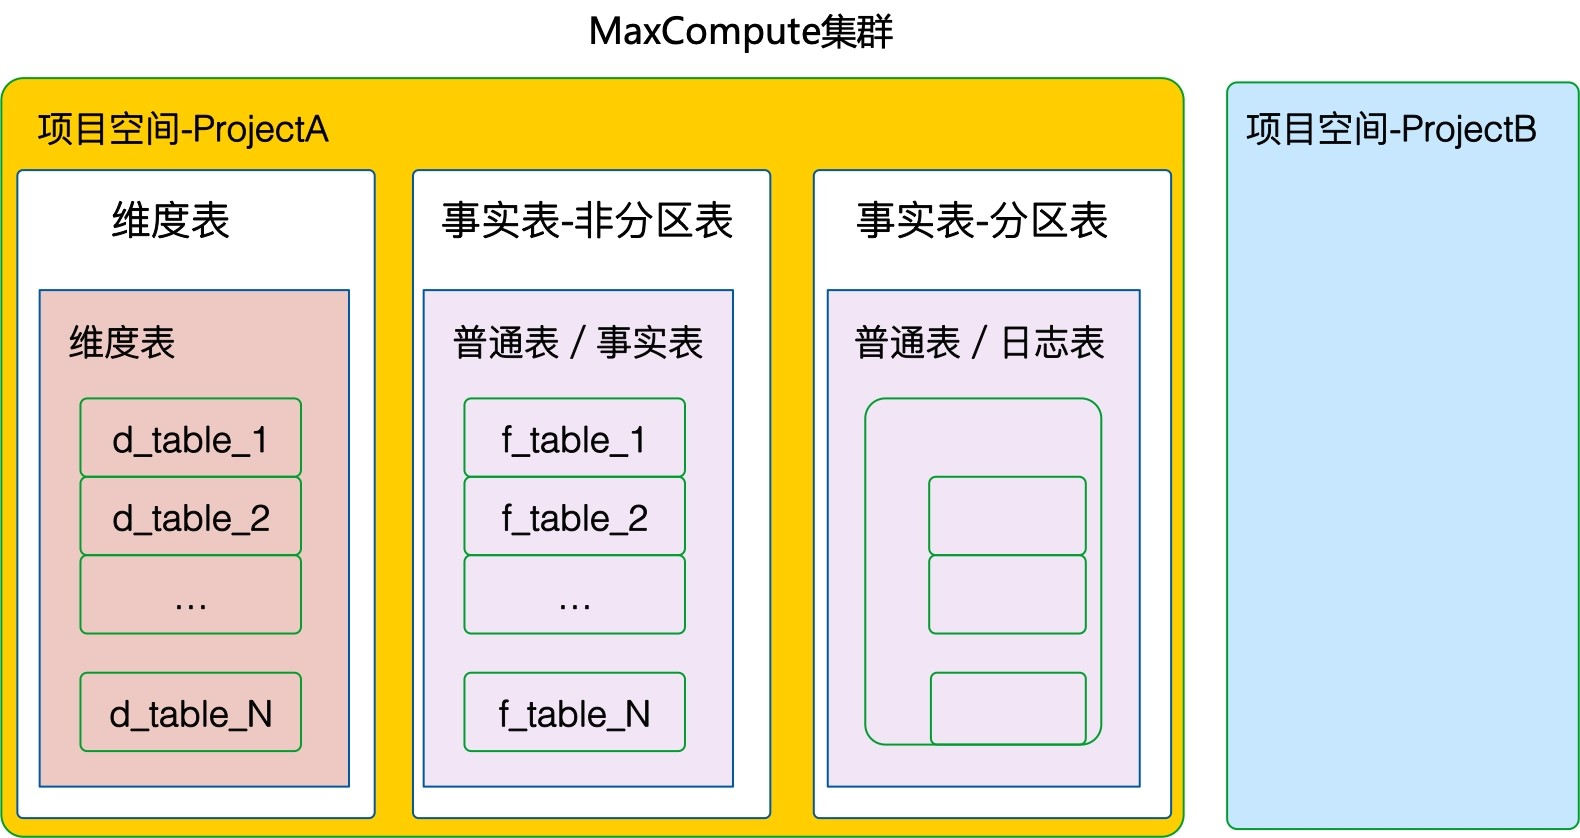 MaxCompute集群
项目空间-ProjectA
项目空间-ProjectB
维度表
事实表-非分区表
事实表-分区表
维度表
普通表 / 事实表
普通表 / 日志表
d_table_1
f_table_1
d_table_2
f_table_2
...
...
d_table_N
f_table_N